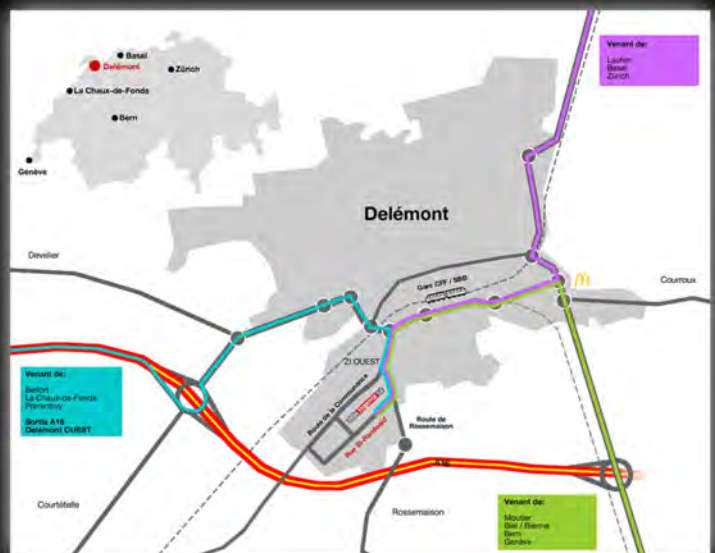 Basel
Delémont
Zürich
La Chaux-de-Fonds
Bern
Genève
Venant de:
Laufen
Basel
Zürich
Delémont
Develier
Courroux
Gare CFF / SBB
ZI OUEST
Venant de:
Belfort
La Chaux-de-Fonds
Porrentruy
Sortie A16
Delémont OUEST
Route de la Communance
Rue St-Randoald
Route de
Rossemaison
A16
Courtételle
Rossemaison
Venant de:
Moutier
Biel / Bienne
Bern
Genève